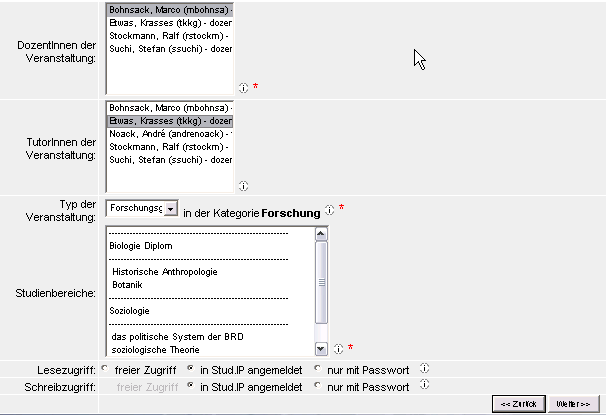 DozentInnen der
Veranstaltung:
Bohnsack, Marco (mbohnsa) -
Etwas, Krasses (tkkg) - dozer
Stockmann, Ralf (rstockm) -
Suchi, Stefan (ssuchi) - dozen
*
TutorInnen der
Veranstaltung:
Bohnsack, Marco (mbohnsa) -
Etwas, Krasses (tkkg) - dozer
Noack, André (andrenoack) -
Stockmann, Ralf (rstockm) -
Suchi, Stefan (ssuchi) - dozen
Typ der
Veranstaltung:
Forschungsg in der Kategorie Forschung *
Studienbereiche:
--------------------------------------------------
Biologie Diplom
--------------------------------------------------
Historische Anthropologie
Botanik
--------------------------------------------------
Soziologie
--------------------------------------------------
das politische System der BRD
soziologische Theorie
*
Lesezugriff: freier Zugriff in Stud.IP angemeldet nur mit Passwort
Schreibzugriff: freier Zugriff in Stud.IP angemeldet nur mit Passwort
<< Zurück Weiter >>